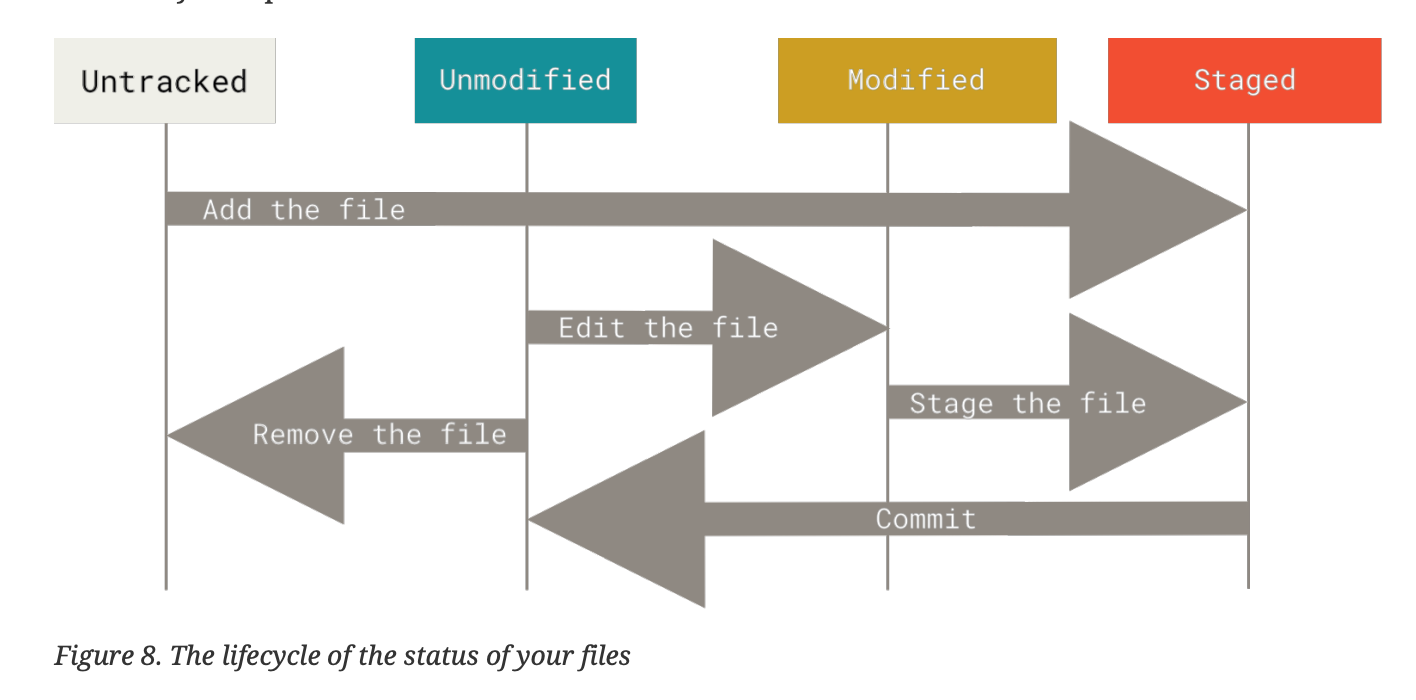 Untracked
Unmodified
Modified
Staged
Add the file
Edit the file
Stage the file
Remove the file
Commit
Figure 8. The lifecycle of the status of your files